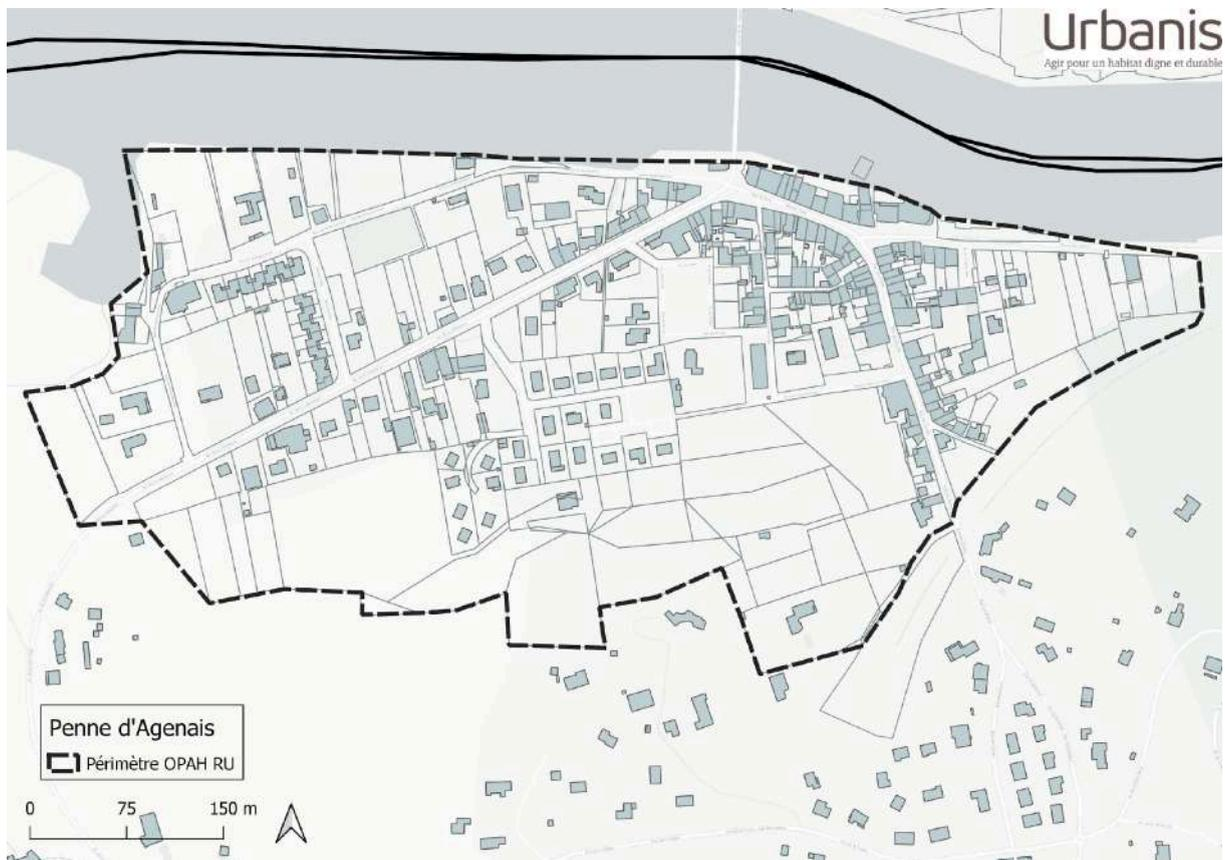 Urbanis
Agir pour un habitat digne et durable
Penne d'Agenais
Périmètre OPAH RU
0 75 150 m